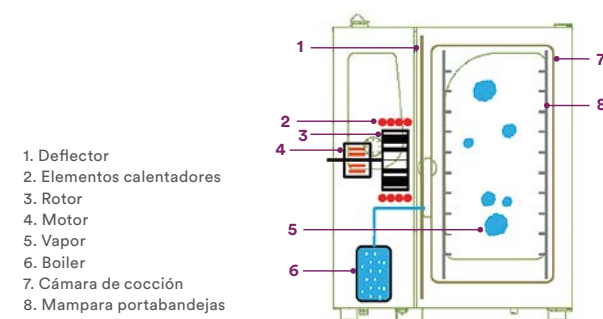 1. Deflector
2. Elementos calentadores
3. Rotor
4. Motor
5. Vapor
6. Boiler
7. Cámara de cocción
8. Mampara portabandejas
1
2
3
4
5
6
7
8